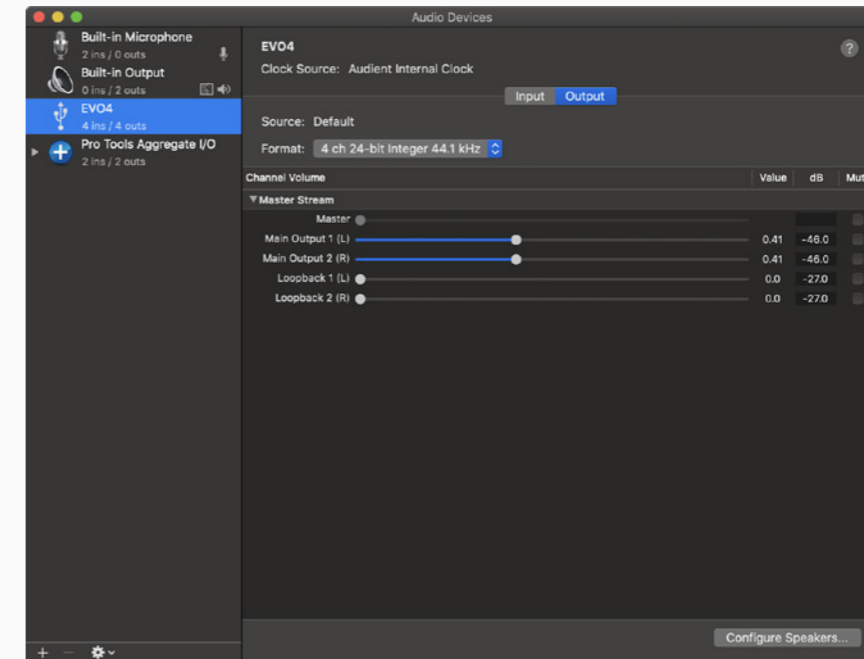 Audio Devices
Built-in Microphone
2 ins / 0 outs
Built-in Output
0 ins / 2 outs
EVO4
4 ins / 4 outs
Pro Tools Aggregate I/O
2 ins / 2 outs
EVO4
?
Clock Source: Audient Internal Clock
Input Output
Source: Default
Format: 4 ch 24-bit Integer 44.1 kHz
Channel Volume Value dB Mut
Master Stream
Master
Main Output 1 (L) 0.41 -46.0
Main Output 2 (R) 0.41 -46.0
Loopback 1 (L) 0.0 -27.0
Loopback 2 (R) 0.0 -27.0
Configure Speakers...